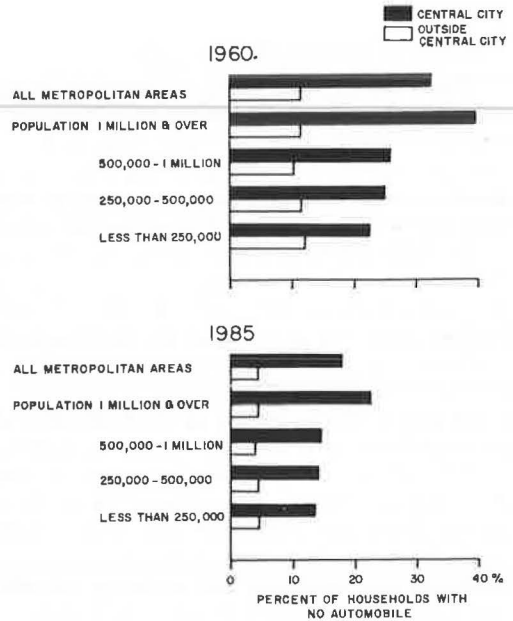 CENTRAL CITY
OUTSIDE
CENTRAL CITY
1960.
ALL METROPOLITAN AREAS
POPULATION 1 MILLION & OVER
500,000-1 MILLION
250,000-500,000
LESS THAN 250,000
1985
ALL METROPOLITAN AREAS
POPULATION 1 MILLION & OVER
500,000-1 MILLION
250,000-500,000
LESS THAN 250,000
0 10 20 30 40 %
PERCENT OF HOUSEHOLDS WITH
NO AUTOMOBILE